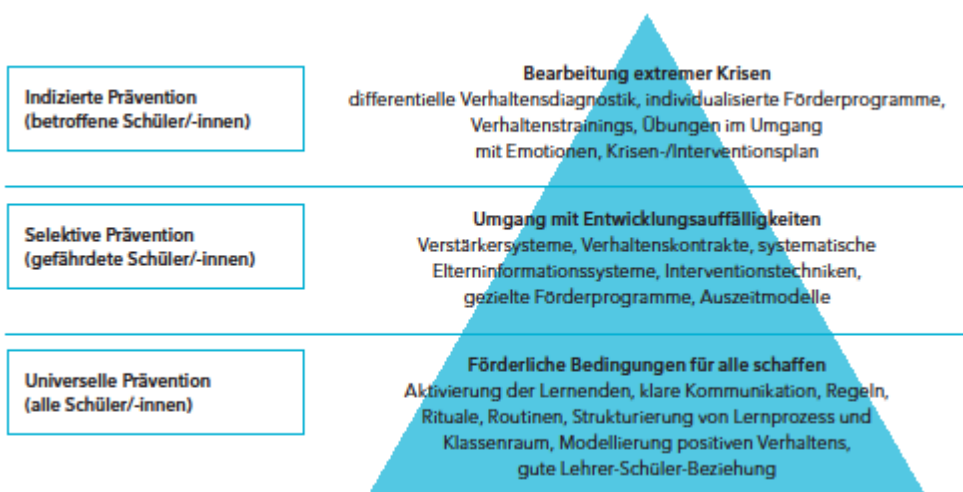 Indizierte Prävention
(betroffene Schüler/-innen)
Bearbeitung extremer Krisen
differentielle Verhaltensdiagnostik, individualisierte Förderprogramme,
Verhaltenstrainings, Übungen im Umgang
mit Emotionen, Krisen-/Interventionsplan
Selektive Prävention
(gefährdete Schüler/-innen)
Umgang mit Entwicklungsauffälligkeiten
Verstärkersysteme, Verhaltenskontrakte, systematische
Elterninformationssysteme, Interventionstechniken,
gezielte Förderprogramme, Auszeitmodelle
Universelle Prävention
(alle Schüler/-innen)
Förderliche Bedingungen für alle schaffen
Aktivierung der Lernenden, klare Kommunikation, Regeln,
Rituale, Routinen, Strukturierung von Lernprozess und
Klassenraum, Modellierung positiven Verhaltens,
gute Lehrer-Schüler-Beziehung